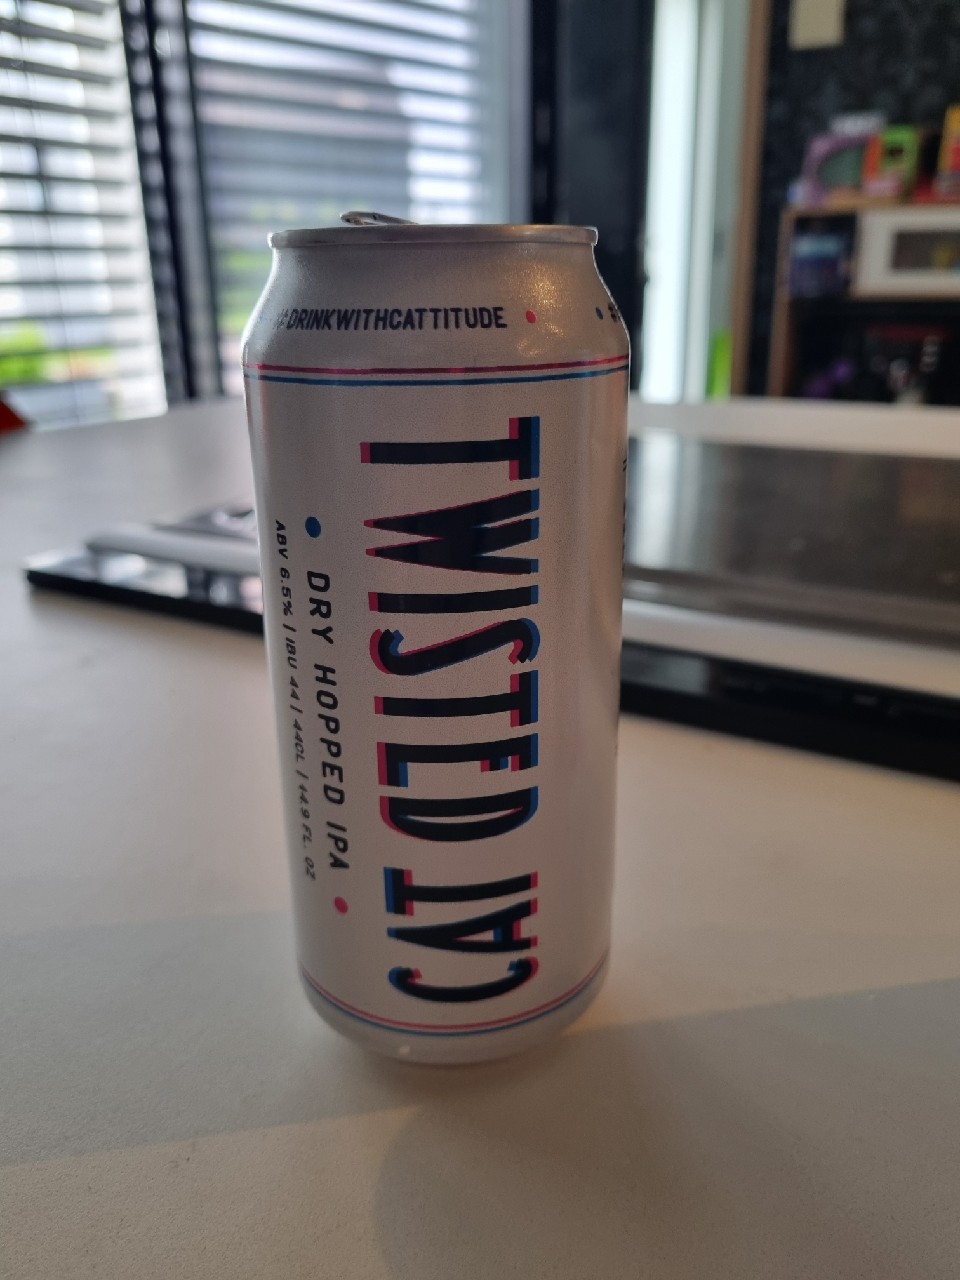 #DRINKWITHCATTITUDE
TWISTED CAT
DRY HOPPED IPA
ABV 6.5% / IBU 44 / 44CL / 14.9 FL. OZ